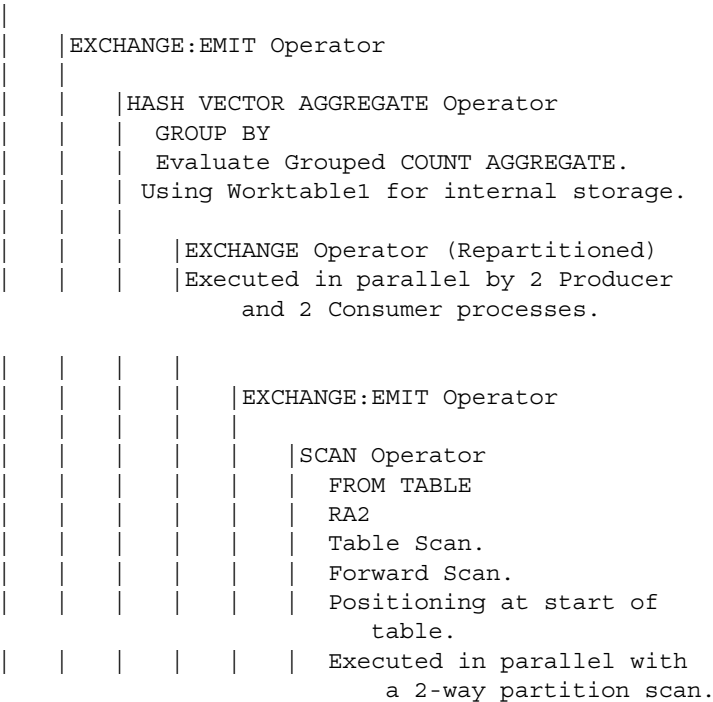 |
|   |EXCHANGE:EMIT Operator
|   |
|   |   |HASH VECTOR AGGREGATE Operator
|   |   |  GROUP BY
|   |   |  Evaluate Grouped COUNT AGGREGATE.
|   |   | Using Worktable1 for internal storage.
|   |   |
|   |   |   |EXCHANGE Operator (Repartitioned)
|   |   |   |Executed in parallel by 2 Producer
and 2 Consumer processes.
|   |   |   |
|   |   |   |   |EXCHANGE:EMIT Operator
|   |   |   |   |
|   |   |   |   |   |SCAN Operator
|   |   |   |   |   |  FROM TABLE
|   |   |   |   |   |  RA2
|   |   |   |   |   |  Table Scan.
|   |   |   |   |   |  Forward Scan.
|   |   |   |   |   |  Positioning at start of
table.
|   |   |   |   |   |  Executed in parallel with
a 2-way partition scan.